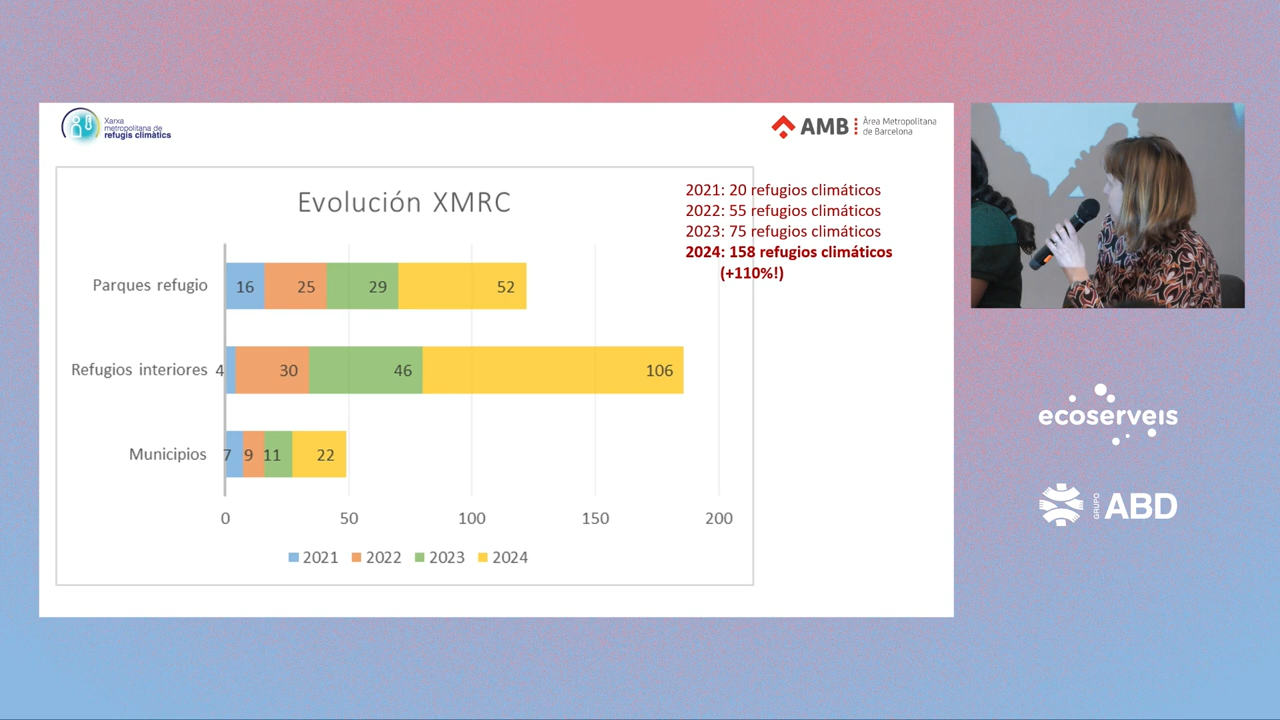 Xarxa
metropolitana de
refugis climàtics
AMB Àrea Metropolitana
de Barcelona
Evolución XMRC
2021: 20 refugios climáticos
2022: 55 refugios climáticos
2023: 75 refugios climáticos
2024: 158 refugios climáticos
(+110%!)
Parques refugio 16 25 29 52
Refugios interiores 4 30 46 106
Municipios 7 9 11 22
0 50 100 150 200
2021 2022 2023 2024
ecoserveis
GRUPO ABD